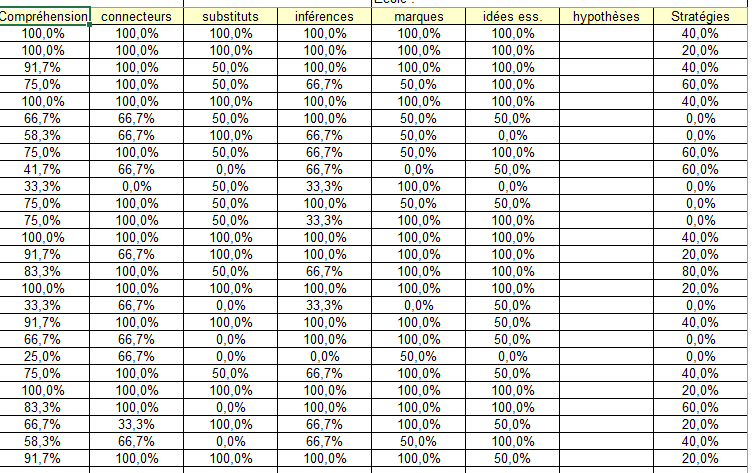 École :
Compréhension connecteurs substituts inférences marques idées ess. hypothèses Stratégies
100,0% 100,0% 100,0% 100,0% 100,0% 100,0% 40,0%
100,0% 100,0% 100,0% 100,0% 100,0% 100,0% 20,0%
91,7% 100,0% 50,0% 100,0% 100,0% 100,0% 40,0%
75,0% 100,0% 50,0% 66,7% 50,0% 100,0% 60,0%
100,0% 100,0% 100,0% 100,0% 100,0% 100,0% 40,0%
66,7% 66,7% 50,0% 100,0% 50,0% 50,0% 0,0%
58,3% 66,7% 100,0% 66,7% 50,0% 0,0% 0,0%
75,0% 100,0% 50,0% 66,7% 50,0% 100,0% 60,0%
41,7% 66,7% 0,0% 66,7% 0,0% 50,0% 60,0%
33,3% 0,0% 50,0% 33,3% 100,0% 0,0% 0,0%
75,0% 100,0% 50,0% 100,0% 50,0% 50,0% 0,0%
75,0% 100,0% 50,0% 33,3% 100,0% 100,0% 0,0%
100,0% 100,0% 100,0% 100,0% 100,0% 100,0% 40,0%
91,7% 66,7% 100,0% 100,0% 100,0% 100,0% 20,0%
83,3% 100,0% 50,0% 66,7% 100,0% 100,0% 80,0%
100,0% 100,0% 100,0% 100,0% 100,0% 100,0% 20,0%
33,3% 66,7% 0,0% 33,3% 0,0% 50,0% 0,0%
91,7% 100,0% 100,0% 100,0% 100,0% 50,0% 40,0%
66,7% 66,7% 0,0% 100,0% 100,0% 50,0% 0,0%
25,0% 66,7% 0,0% 0,0% 50,0% 0,0% 0,0%
75,0% 100,0% 50,0% 66,7% 100,0% 50,0% 40,0%
100,0% 100,0% 100,0% 100,0% 100,0% 100,0% 20,0%
83,3% 100,0% 0,0% 100,0% 100,0% 100,0% 60,0%
66,7% 33,3% 100,0% 66,7% 100,0% 50,0% 20,0%
58,3% 66,7% 0,0% 66,7% 50,0% 100,0% 40,0%
91,7% 100,0% 100,0% 100,0% 100,0% 50,0% 20,0%